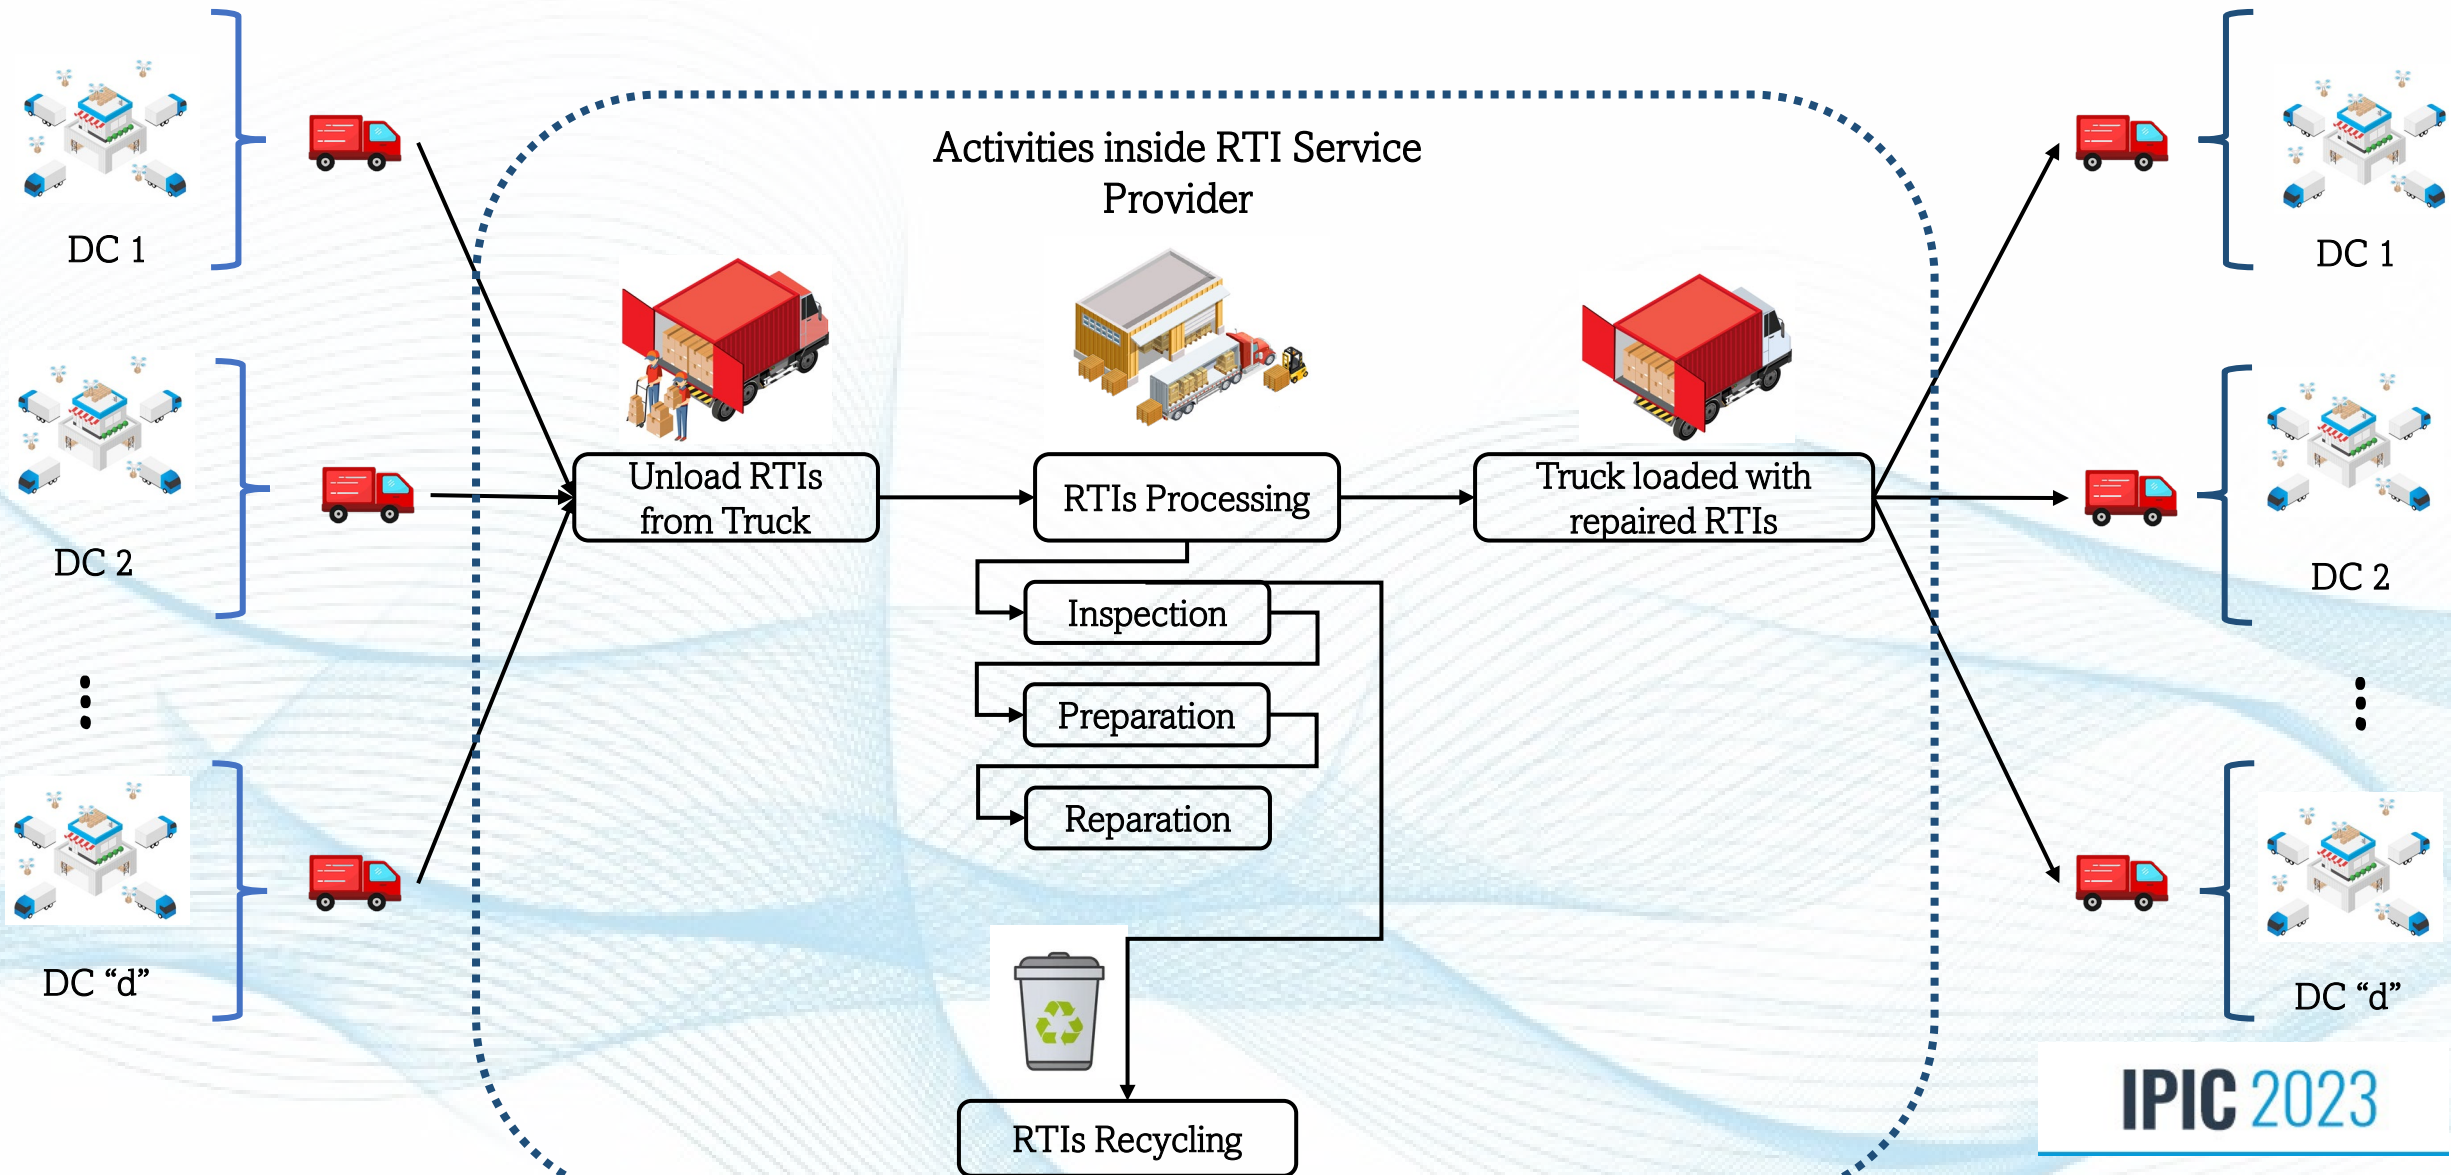 Activities inside RTI Service
Provider
DC 1
DC 2
DC “d”
Unload RTIs
from Truck
RTIs Processing
Inspection
Preparation
Reparation
RTIs Recycling
Truck loaded with
repaired RTIs
DC 1
DC 2
DC “d”
IPIC 2023